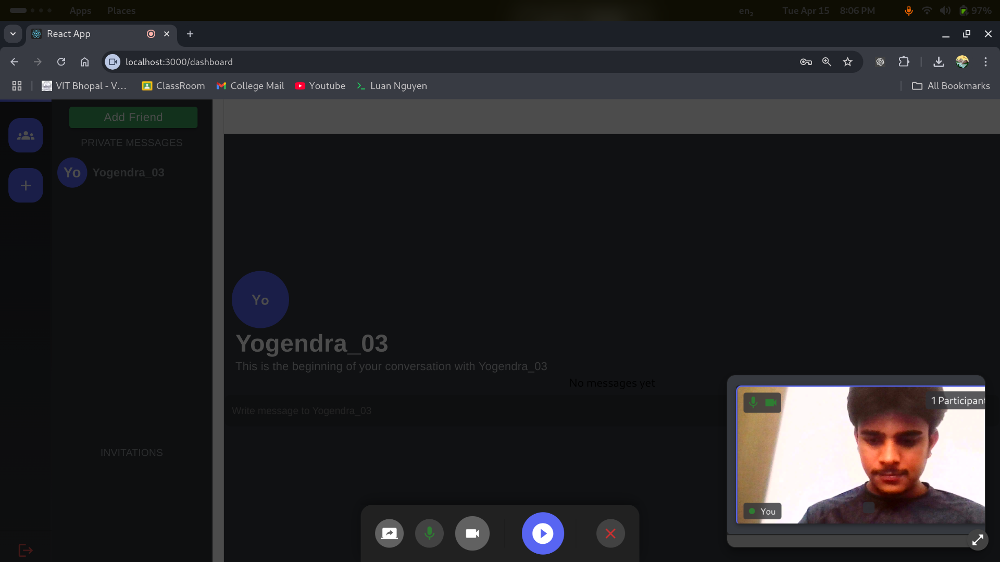 Apps Places en₂ Tue Apr 15 8:06 PM 97%
React App
localhost:3000/dashboard
VIT Bhopal - V... ClassRoom College Mail Youtube Luan Nguyen All Bookmarks
Add Friend
PRIVATE MESSAGES
Yo Yogendra_03
Yo
Yogendra_03
This is the beginning of your conversation with Yogendra_03
No messages yet
Write message to Yogendra_03
INVITATIONS
1 Participant
You